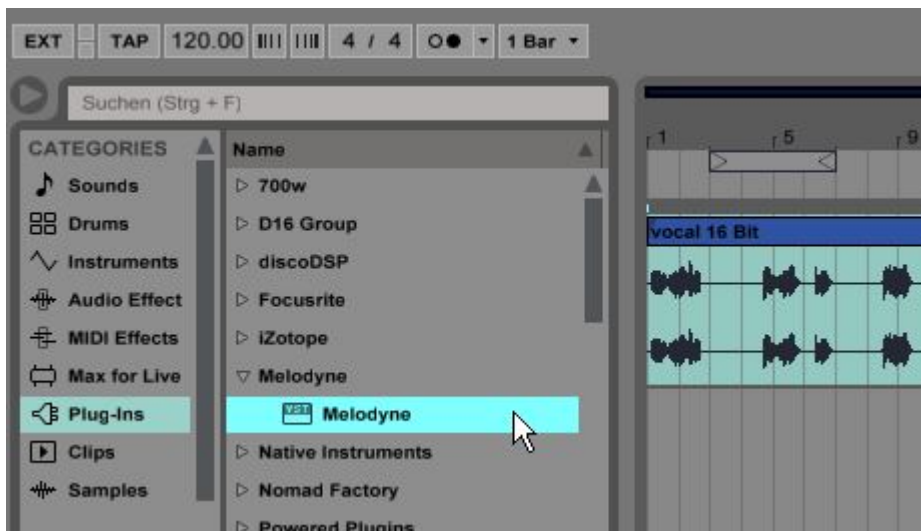 EXT TAP 120.00 4 / 4 1 Bar
Suchen (Strg + F)
CATEGORIES
Sounds
Drums
Instruments
Audio Effect
MIDI Effects
Max for Live
Plug-Ins
Clips
Samples
Name
700w
D16 Group
discoDSP
Focusrite
iZotope
Melodyne
VST Melodyne
Native Instruments
Nomad Factory
Powered Plugins
1 5 9
vocal 16 Bit